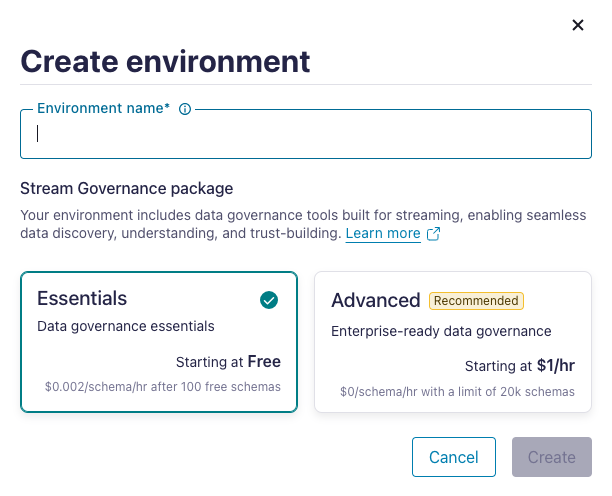 Create environment
Environment name*
Stream Governance package
Your environment includes data governance tools built for streaming, enabling seamless
data discovery, understanding, and trust-building. Learn more
Essentials
Data governance essentials
Starting at Free
$0.002/schema/hr after 100 free schemas
Advanced Recommended
Enterprise-ready data governance
Starting at $1/hr
$0/schema/hr with a limit of 20k schemas
Cancel
Create